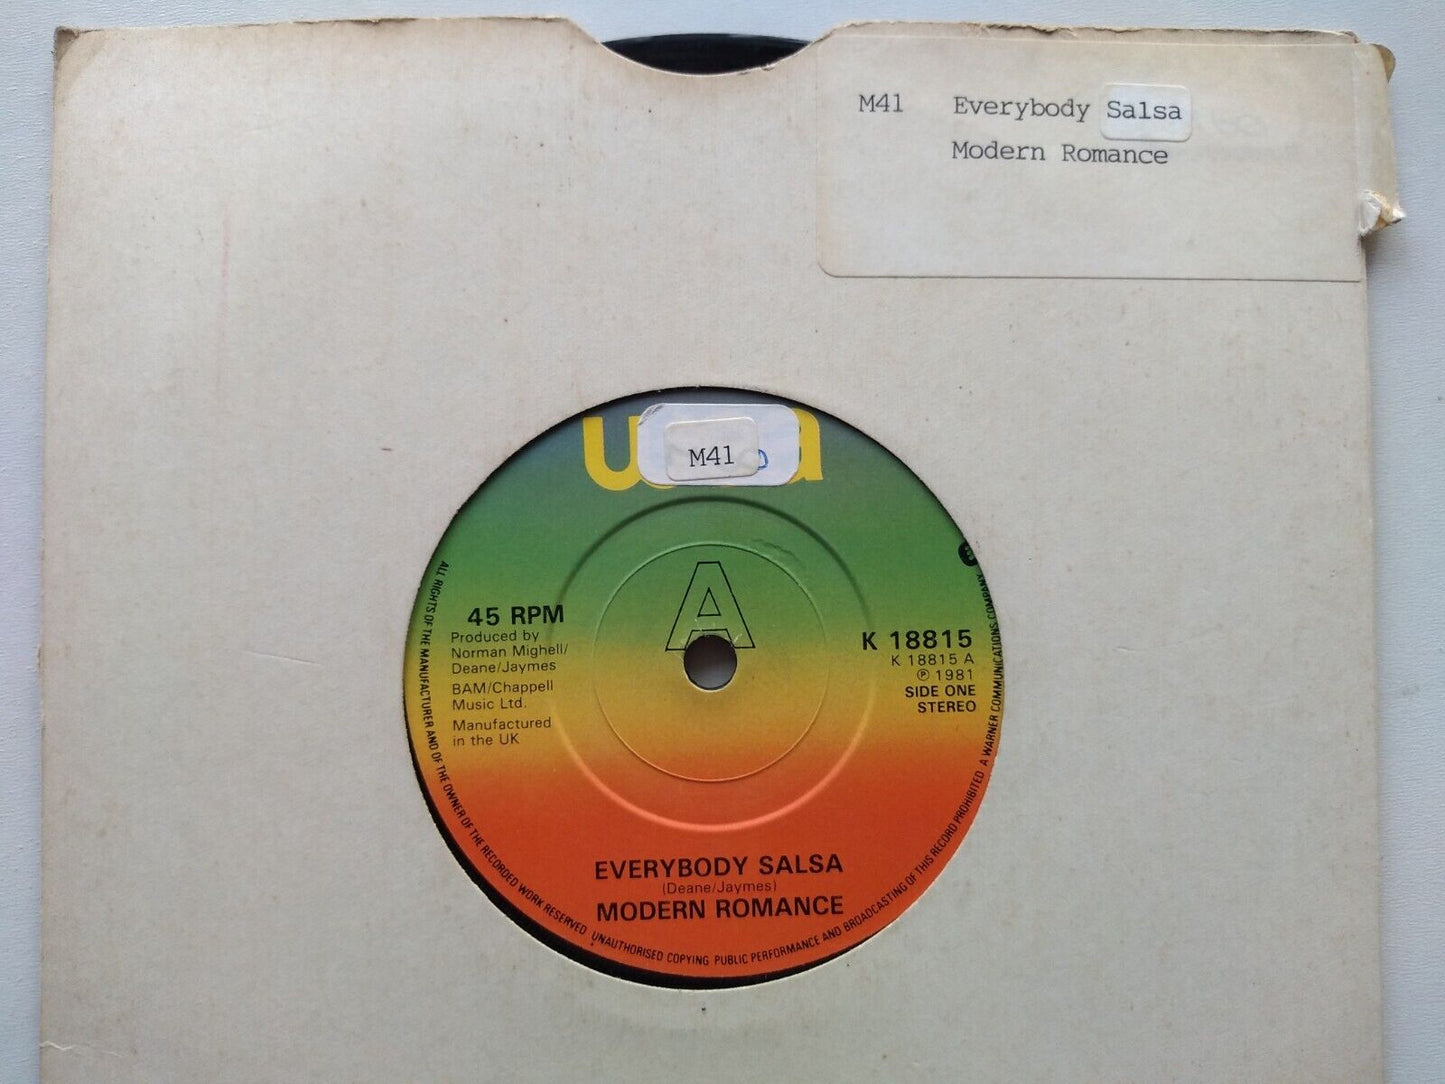 M41 Everybody Salsa
Modern Romance
M41
A
45 RPM
Produced by
Norman Mighell/
Deane/Jaymes
BAM/Chappell
Music Ltd.
Manufactured
in the UK
K 18815
K 18815 A
℗ 1981
SIDE ONE
STEREO
EVERYBODY SALSA
(Deane/Jaymes)
MODERN ROMANCE
ALL RIGHTS OF THE MANUFACTURER AND OF THE OWNER OF THE RECORDED WORK RESERVED UNAUTHORISED COPYING PUBLIC PERFORMANCE AND BROADCASTING OF THIS RECORD PROHIBITED A WARNER COMMUNICATIONS COMPANY